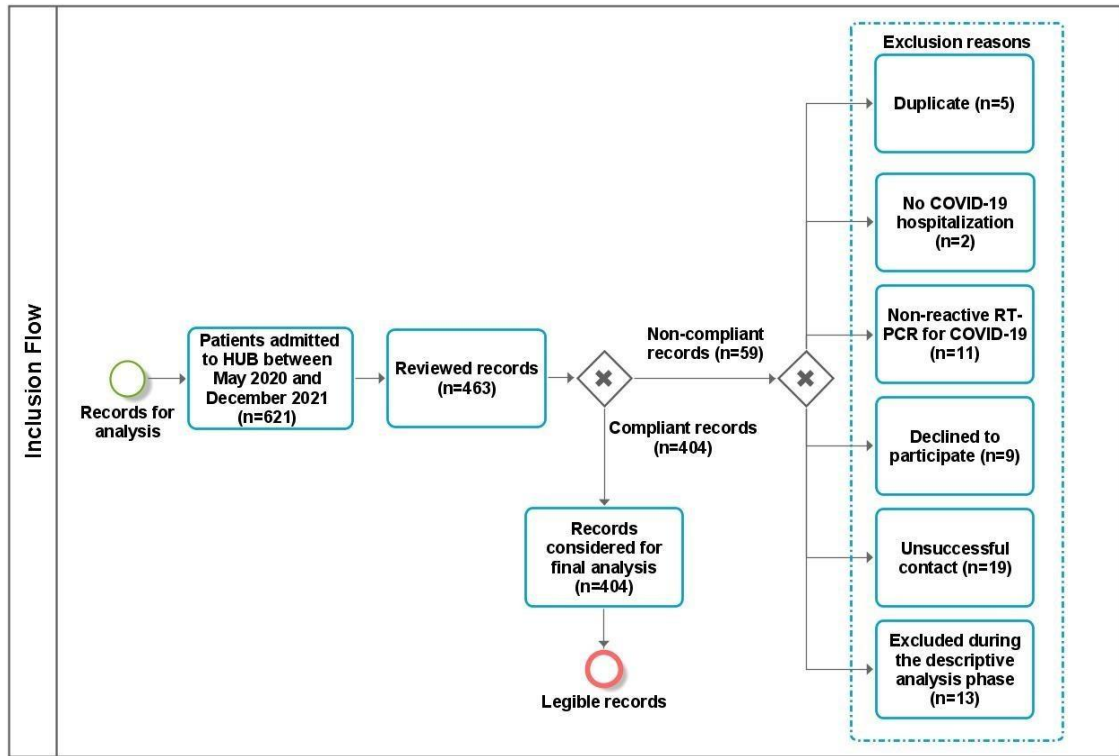 Inclusion Flow
Records for
analysis
Patients admitted
to HUB between
May 2020 and
December 2021
(n=621)
Reviewed records
(n=463)
Non-compliant
records (n=59)
Compliant records
(n=404)
Records
considered for
final analysis
(n=404)
Legible records
Exclusion reasons
Duplicate (n=5)
No COVID-19
hospitalization
(n=2)
Non-reactive RT-
PCR for COVID-19
(n=11)
Declined to
participate (n=9)
Unsuccessful
contact (n=19)
Excluded during
the descriptive
analysis phase
(n=13)